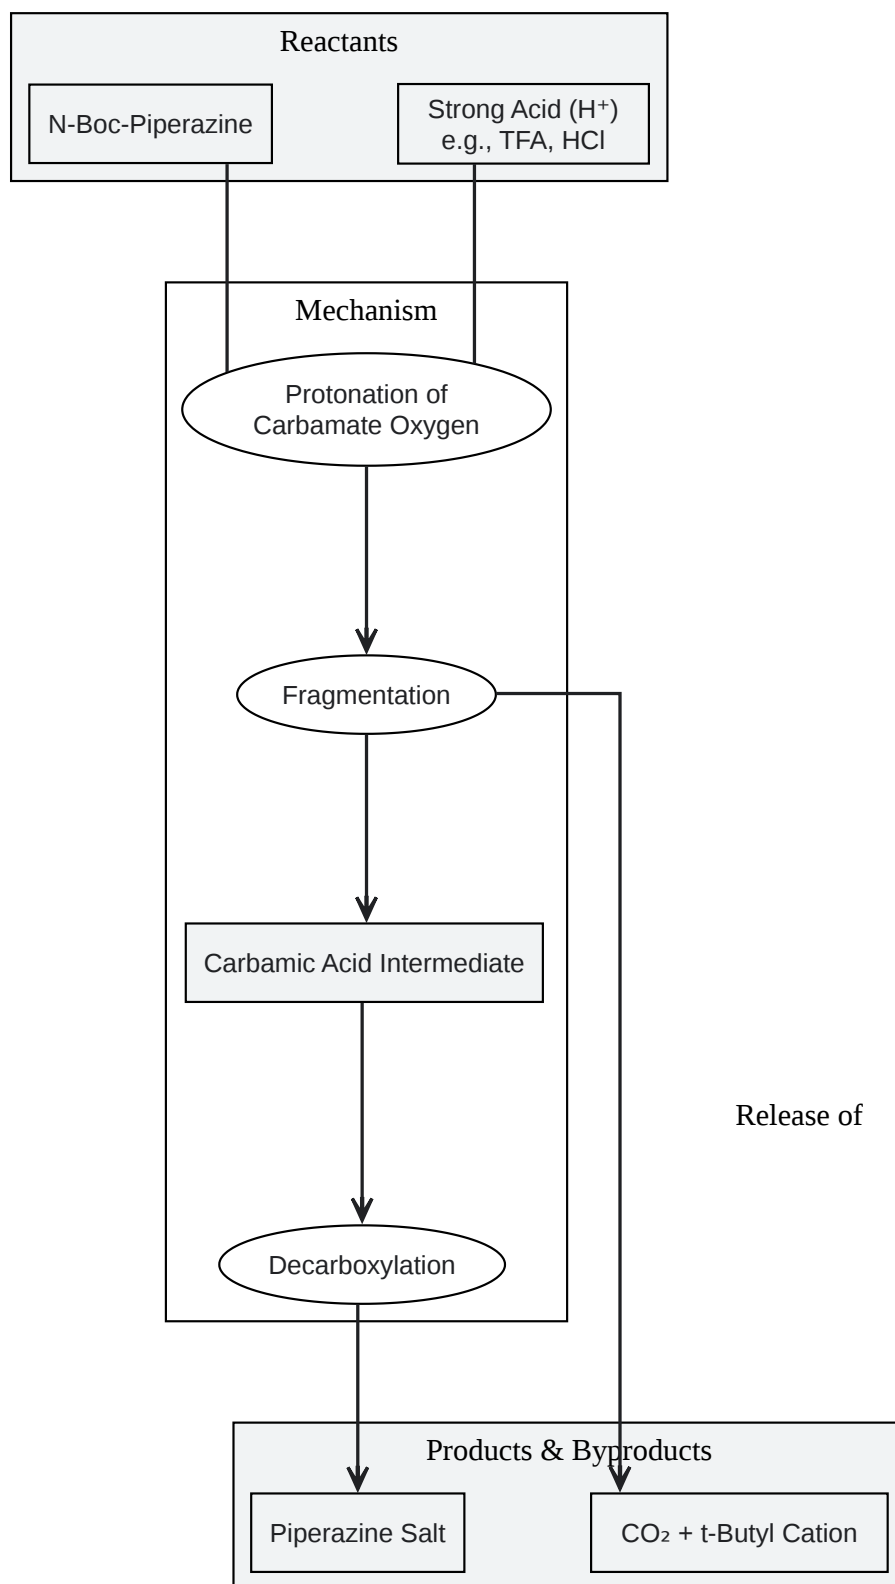 Reactants
N-Boc-Piperazine
Strong Acid (H⁺)
e.g., TFA, HCl
Mechanism
Protonation of
Carbamate Oxygen
Fragmentation
Carbamic Acid Intermediate
Release of
Decarboxylation
Products & Byproducts
Piperazine Salt
CO₂ + t-Butyl Cation